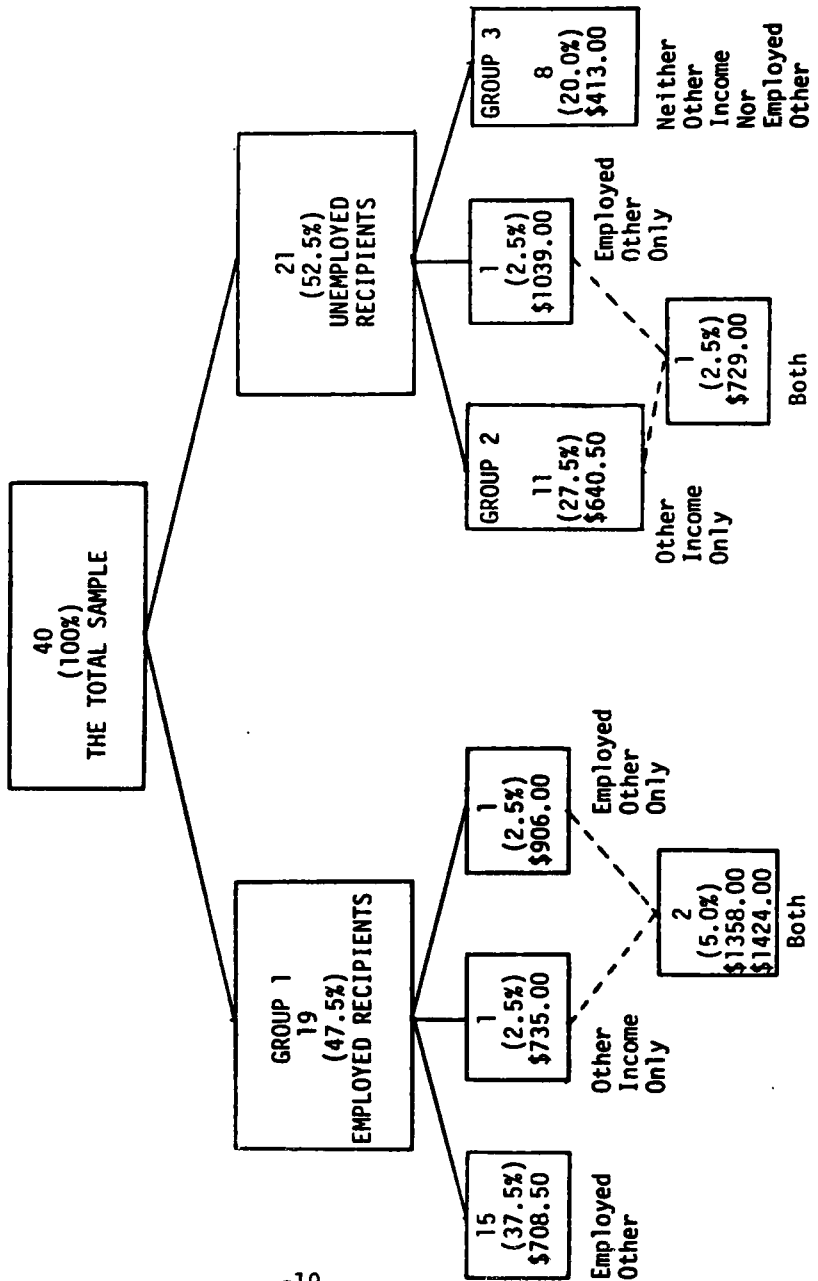 40
(100%)
THE TOTAL SAMPLE
GROUP 1
19
(47.5%)
EMPLOYED RECIPIENTS
21
(52.5%)
UNEMPLOYED
RECIPIENTS
15
(37.5%)
$708.50
Employed
Other
1
(2.5%)
$735.00
Other
Income
Only
1
(2.5%)
$906.00
Employed
Other
Only
2
(5.0%)
$1358.00
$1424.00
Both
GROUP 2
11
(27.5%)
$640.50
Other
Income
Only
1
(2.5%)
$1039.00
Employed
Other
Only
1
(2.5%)
$729.00
Both
GROUP 3
8
(20.0%)
$413.00
Neither
Other
Income
Nor
Employed
Other
-10